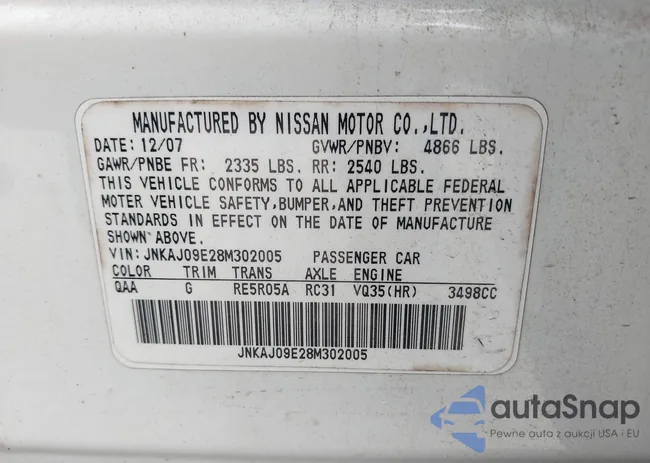 MANUFACTURED BY NISSAN MOTOR CO.,LTD.
DATE: 12/07 GVWR/PNBV: 4866 LBS.
GAWR/PNBE FR: 2335 LBS. RR: 2540 LBS.
THIS VEHICLE CONFORMS TO ALL APPLICABLE FEDERAL
MOTER VEHICLE SAFETY,BUMPER,AND THEFT PREVENTION
STANDARDS IN EFFECT ON THE DATE OF MANUFACTURE
SHOWN ABOVE.
VIN: JNKAJ09E28M302005 PASSENGER CAR
COLOR TRIM TRANS AXLE ENGINE
QAA G RE5R05A RC31 VQ35(HR) 3498CC
JNKAJ09E28M302005
autaSnap
Pewne auta z aukcji USA i EU